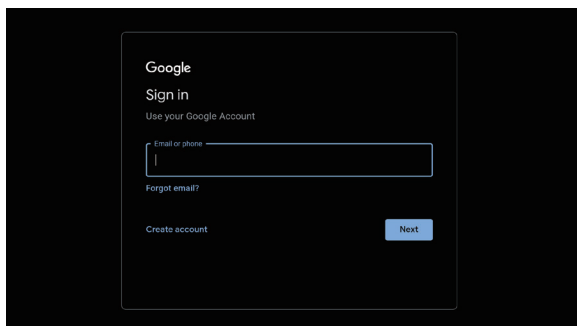 Google
Sign in
Use your Google Account
Email or phone
Forgot email?
Create account
Next